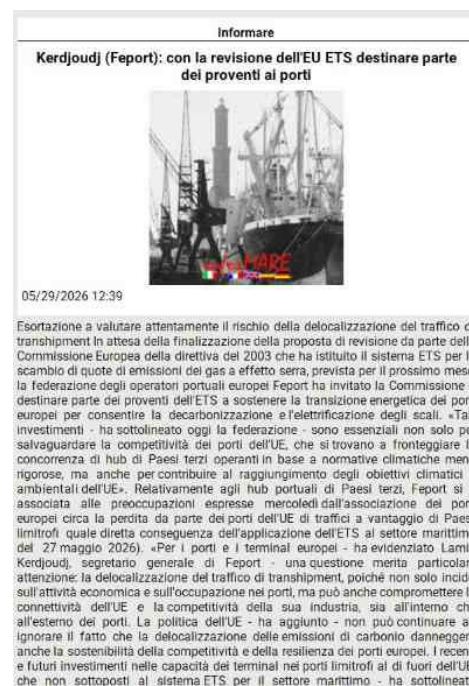 Informare
Kerdjoudj (Feport): con la revisione dell'EU ETS destinare parte
dei proventi ai porti
inforMARE
05/29/2026 12:39
Esortazione a valutare attentamente il rischio della delocalizzazione del traffico d
transhipment In attesa della finalizzazione della proposta di revisione da parte dell
Commissione Europea della direttiva del 2003 che ha istituito il sistema ETS per l
scambio di quote di emissioni dei gas a effetto serra, prevista per il prossimo mes
la federazione degli operatori portuali europei Feport ha invitato la Commissione
destinare parte dei proventi dell'ETS a sostenere la transizione energetica dei por
europei per consentire la decarbonizzazione e l'elettrificazione degli scali. «Ta
investimenti - ha sottolineato oggi la federazione - sono essenziali non solo pe
salvaguardare la competitività dei porti dell'UE, che si trovano a fronteggiare l
concorrenza di hub di Paesi terzi operanti in base a normative climatiche men
rigorose, ma anche per contribuire al raggiungimento degli obiettivi climatici
ambientali dell'UE». Relativamente agli hub portuali di Paesi terzi, Feport si
associata alle preoccupazioni espresse mercoledì dall'associazione dei por
europei circa la perdita da parte dei porti dell'UE di traffici a vantaggio di Paes
limitrofi quale diretta conseguenza dell'applicazione dell'ETS al settore marittim
del 27 maggio 2026). «Per i porti e i terminal europei - ha evidenziato Lami
Kerdjoudj, segretario generale di Feport - una questione merita particolar
attenzione: la delocalizzazione del traffico di transhipment, poiché non solo incid
sull'attività economica e sull'occupazione nei porti, ma può anche compromettere l
connettività dell'UE e la competitività della sua industria, sia all'interno ch
all'esterno dei porti. La politica dell'UE - ha aggiunto - non può continuare a
ignorare il fatto che la delocalizzazione delle emissioni di carbonio dannegger
anche la sostenibilità della competitività e della resilienza dei porti europei. I recen
e futuri investimenti nelle capacità dei terminal nei porti limitrofi al di fuori dell'U
che non sottoposti al sistema ETS per il settore marittimo - ha sottolineat